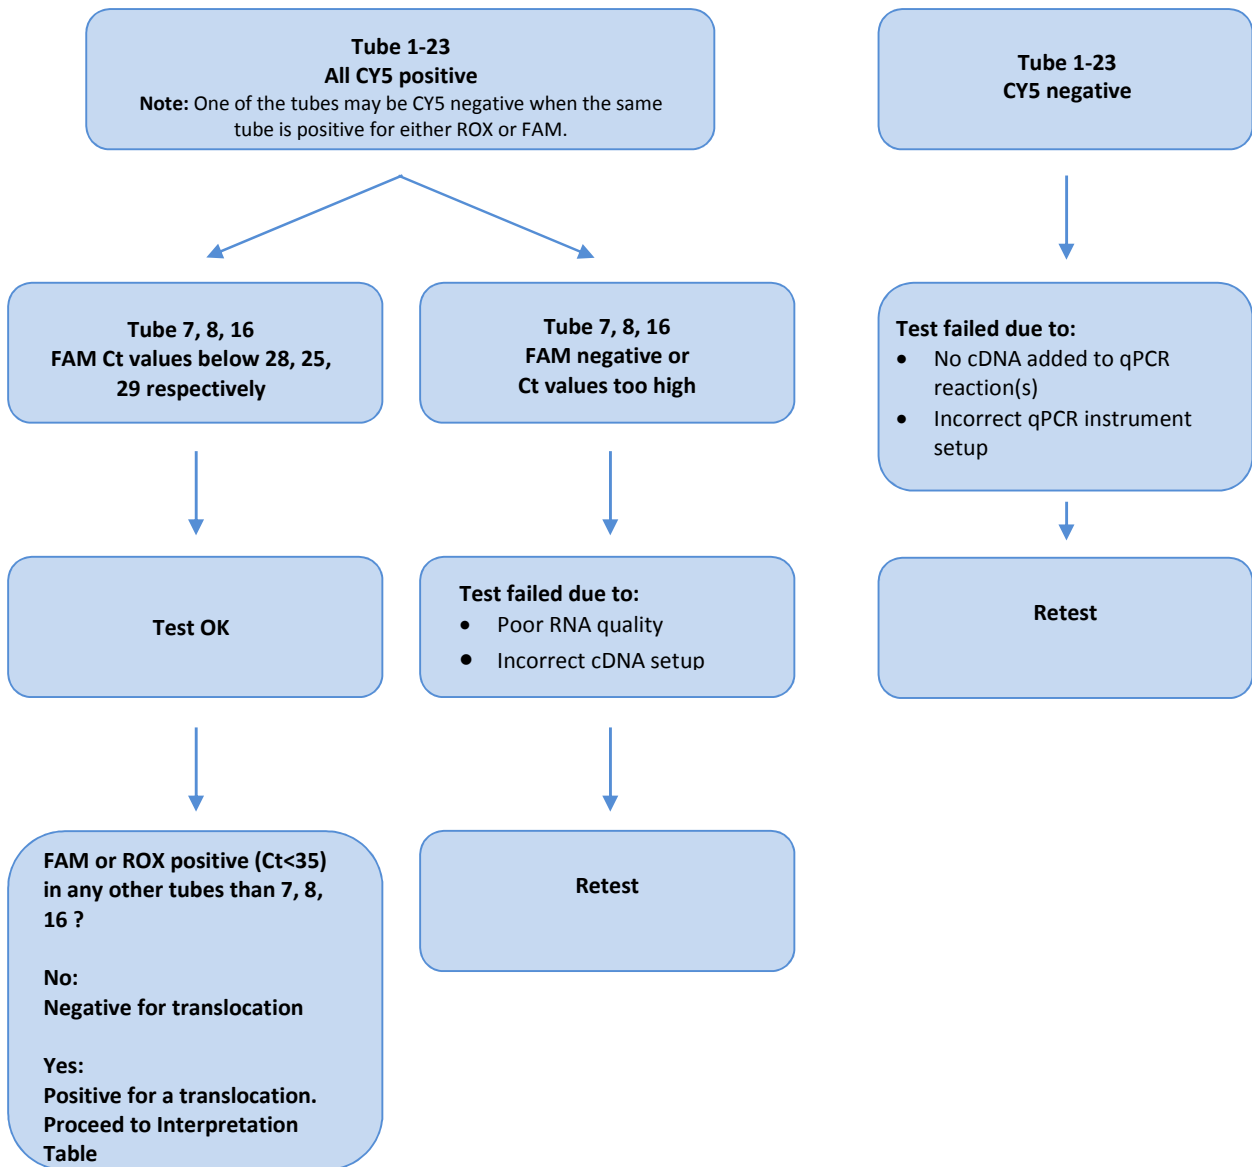 Tube 1-23
All CY5 positive
Note: One of the tubes may be CY5 negative when the same
tube is positive for either ROX or FAM.
Tube 1-23
CY5 negative
Tube 7, 8, 16
FAM Ct values below 28, 25,
29 respectively
Tube 7, 8, 16
FAM negative or
Ct values too high
Test failed due to:
• No cDNA added to qPCR
reaction(s)
• Incorrect qPCR instrument
setup
Test OK
Test failed due to:
• Poor RNA quality
• Incorrect cDNA setup
Retest
FAM or ROX positive (Ct<35)
in any other tubes than 7, 8,
16 ?
No:
Negative for translocation
Yes:
Positive for a translocation.
Proceed to Interpretation
Table
Retest